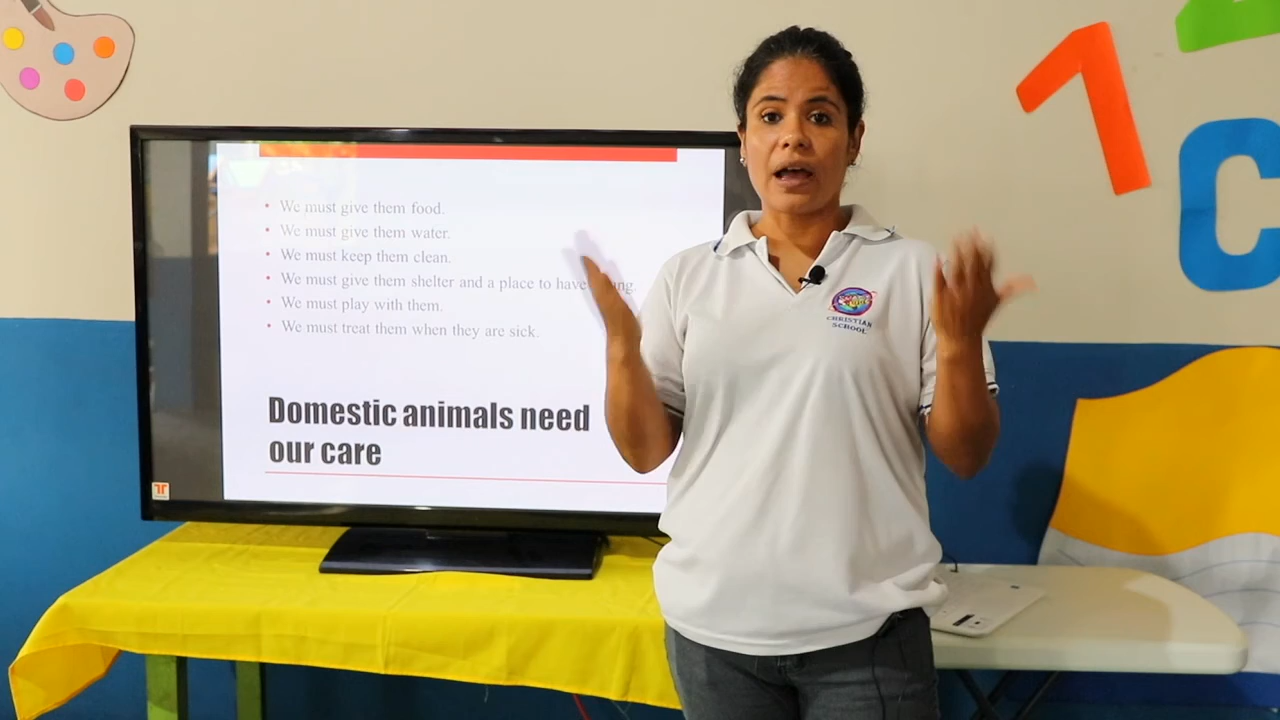 We must give them food.
We must give them water.
We must keep them clean.
We must give them shelter and a place to have
We must play with them.
We must treat them when they are sick.
Domestic animals need
our care
CHRISTIAN
SCHOOL
1
C